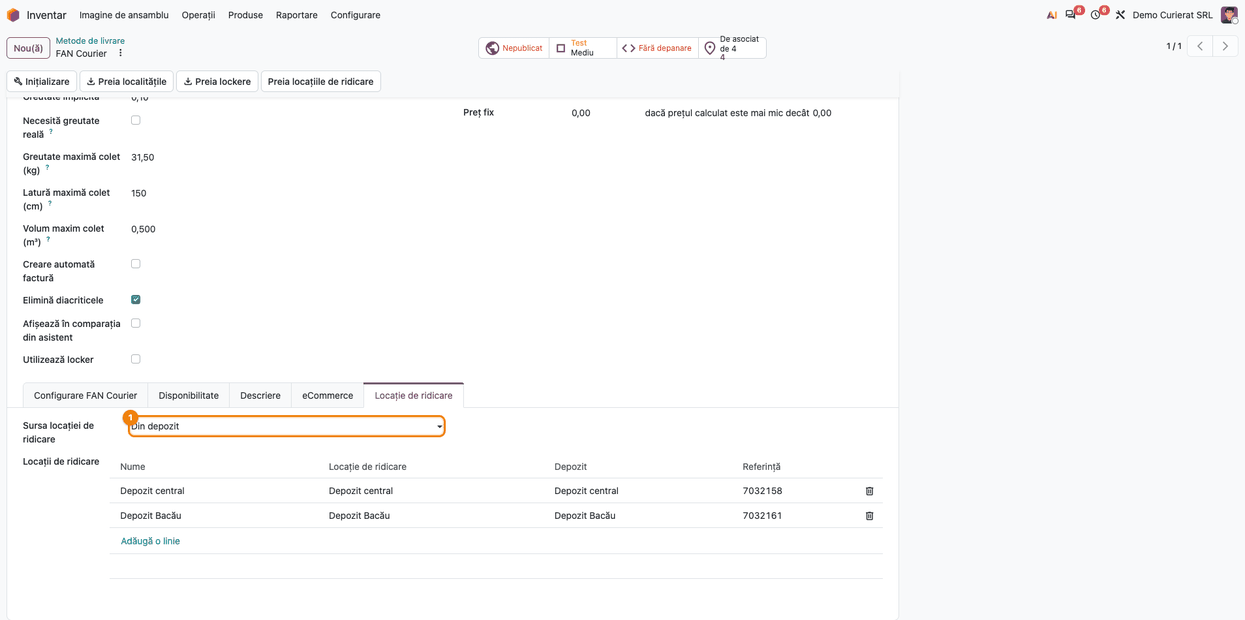 Inventar Imagine de ansamblu Operații Produse Raportare Configurare 6 6 Demo Curierat SRL
Nou(ă) Metode de livrare
FAN Courier
Nepublicat
Test
Mediu
Fără depanare
De asociat
de 4
4
1 / 1
Inițializare Preia localitățile Preia lockere Preia locațiile de ridicare
Greutate implicită 0,10
Preț fix 0,00 dacă prețul calculat este mai mic decât 0,00
Necesită greutate
reală ?
Greutate maximă colet
(kg) ? 31,50
Latură maximă colet
(cm) ? 150
Volum maxim colet
(m³) ? 0,500
Creare automată
factură
Elimină diacriticele
Afișează în comparația
din asistent
Utilizează locker
Configurare FAN Courier Disponibilitate Descriere eCommerce Locație de ridicare
1
Sursa locației de
ridicare Din depozit
Locații de ridicare
Nume Locație de ridicare Depozit Referință
Depozit central Depozit central Depozit central 7032158
Depozit Bacău Depozit Bacău Depozit Bacău 7032161
Adăugă o linie